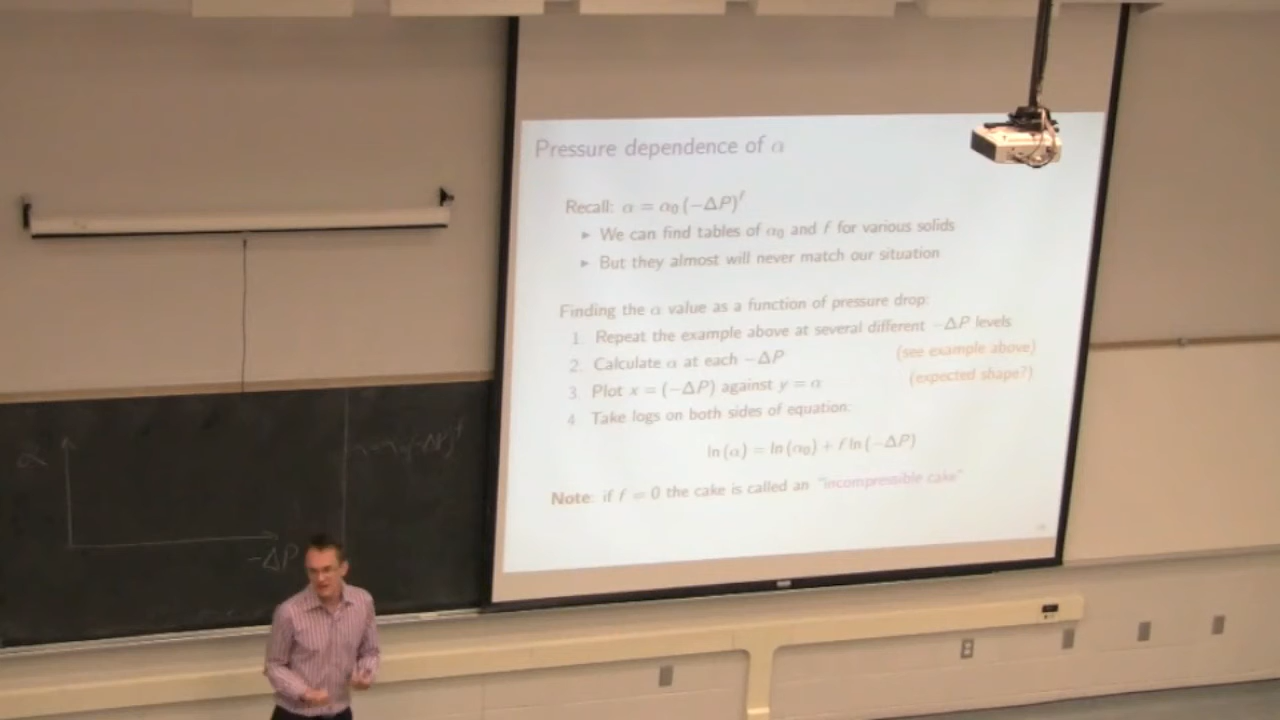 Pressure dependence of α
Recall: α = α₀ (−ΔP)ᶠ
► We can find tables of α₀ and f for various solids
► But they almost will never match our situation
Finding the α value as a function of pressure drop:
1. Repeat the example above at several different −ΔP levels
2. Calculate α at each −ΔP (see example above)
3. Plot x = (−ΔP) against y = α (expected shape?)
4. Take logs on both sides of equation:
ln (α) = ln (α₀) + f ln (−ΔP)
Note: if f = 0 the cake is called an "incompressible cake"
α
−ΔP